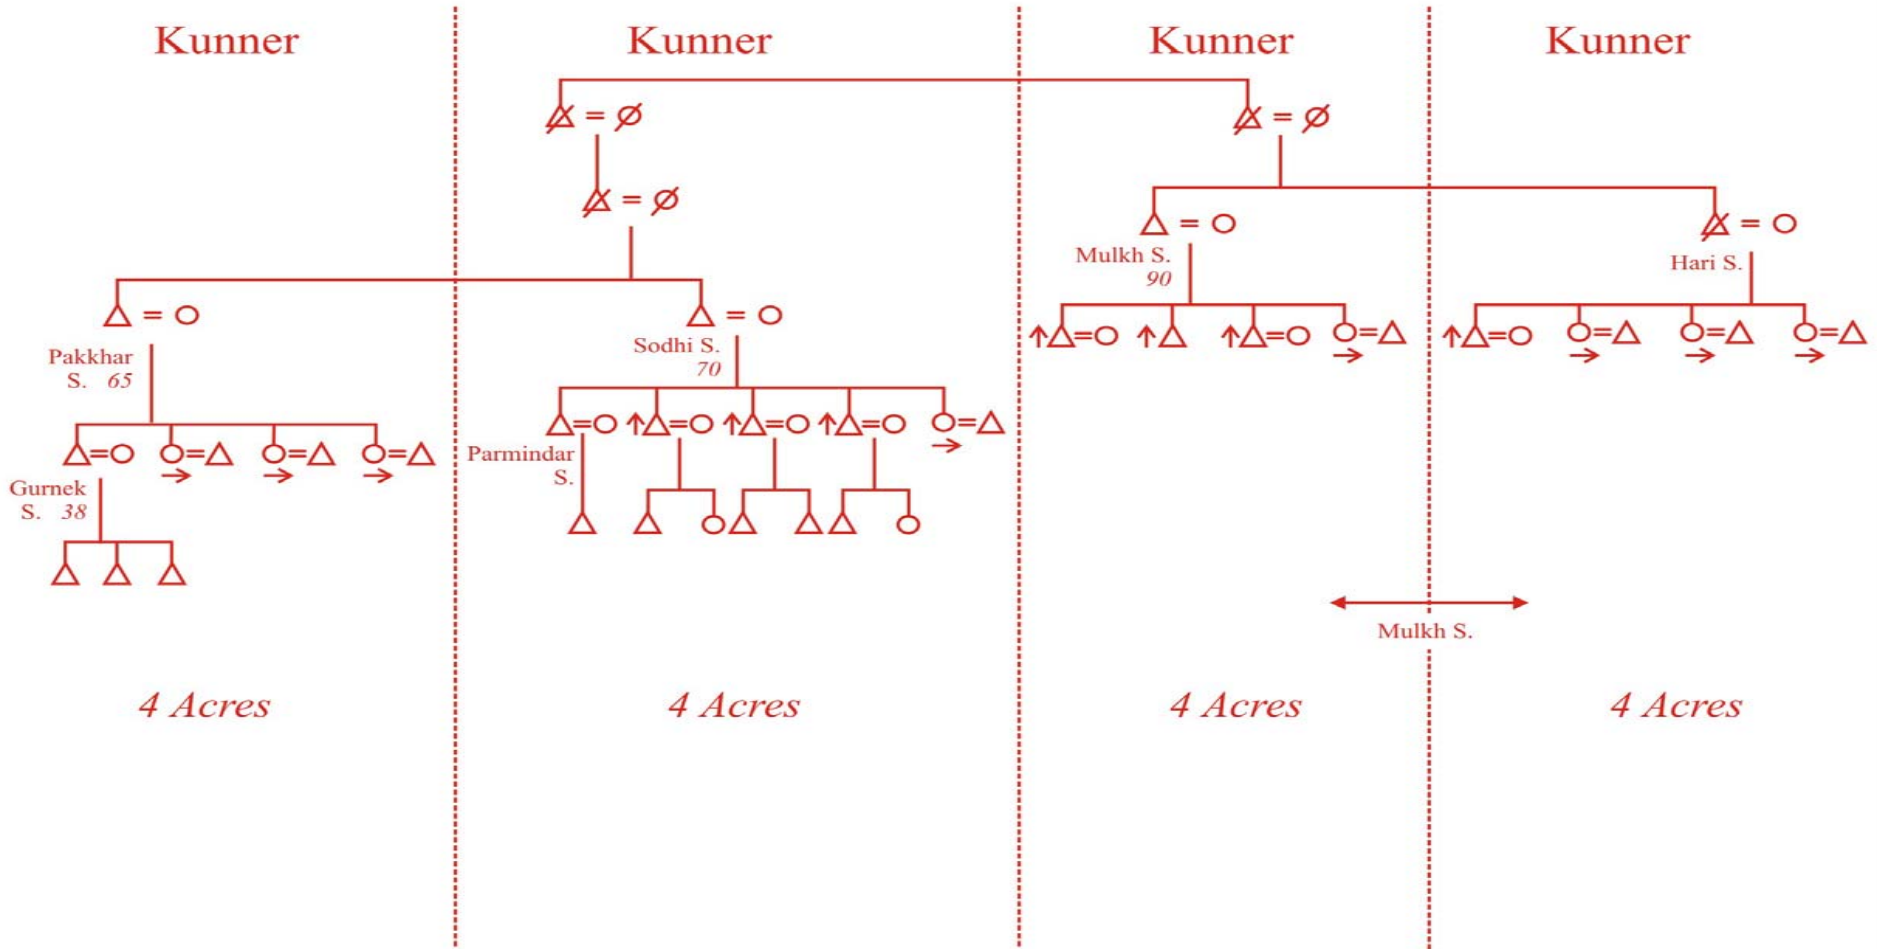 Kunner
Kunner
Kunner
Kunner
Mulkh S.
90
Hari S.
Pakkhar
S. 65
Sodhi S.
70
Gurnek
S. 38
Parmindar
S.
Mulkh S.
4 Acres
4 Acres
4 Acres
4 Acres